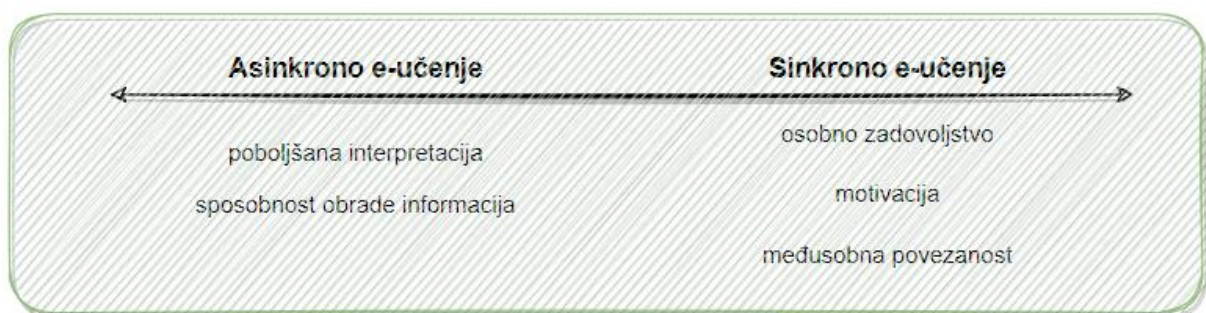 Asinkrono e-učenje
Sinkrono e-učenje
poboljšana interpretacija
sposobnost obrade informacija
osobno zadovoljstvo
motivacija
međusobna povezanost